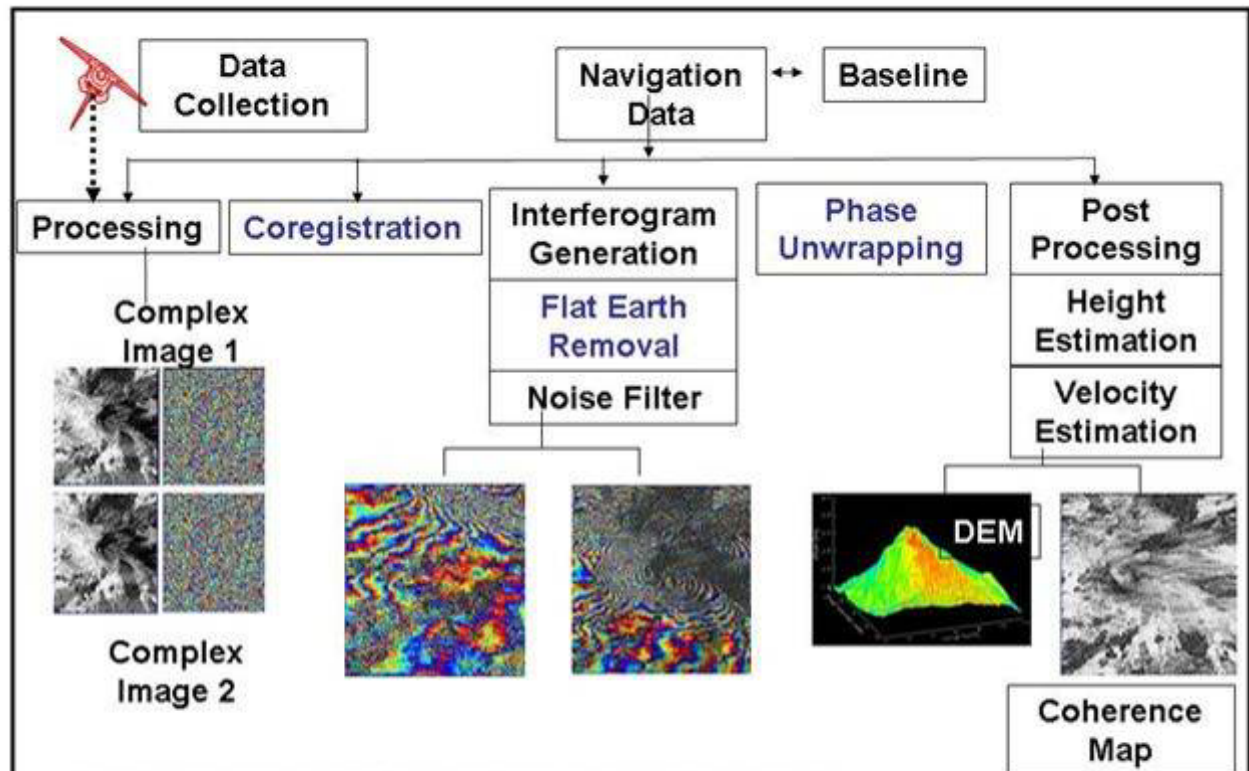 Data
Collection
Navigation
Data
Baseline
Processing
Coregistration
Interferogram
Generation
Flat Earth
Removal
Noise Filter
Phase
Unwrapping
Post
Processing
Height
Estimation
Velocity
Estimation
Complex
Image 1
Complex
Image 2
DEM
Coherence
Map